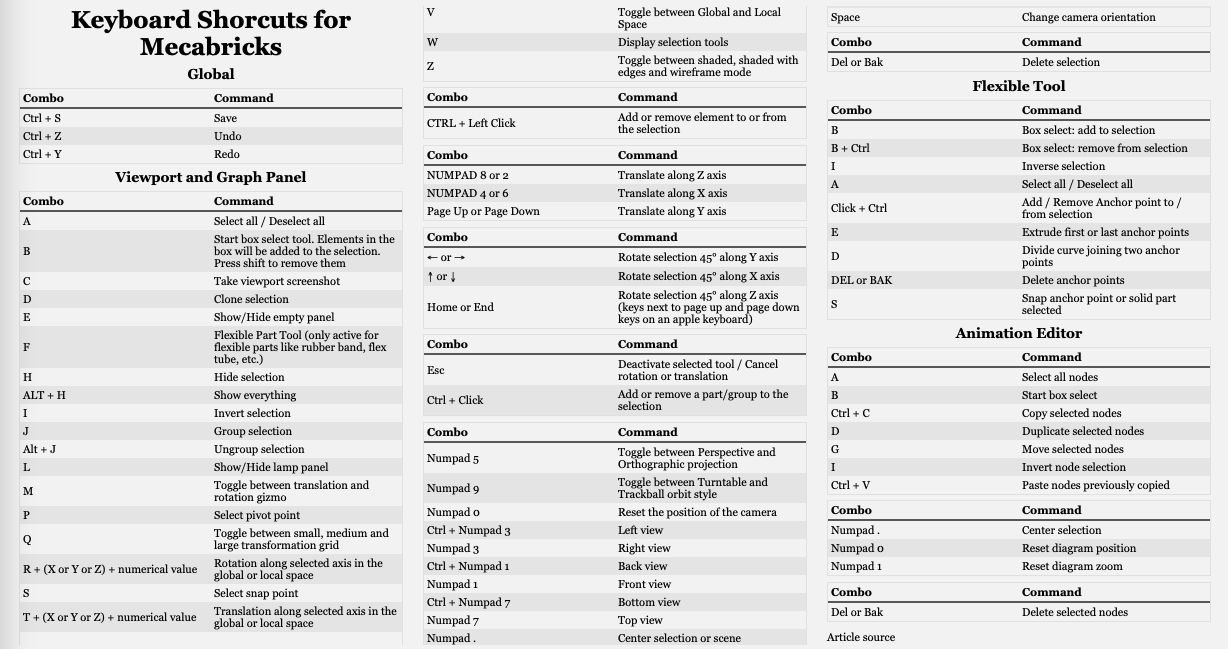 Keyboard Shorcuts for
Mecabricks
Global
Combo Command
Ctrl + S Save
Ctrl + Z Undo
Ctrl + Y Redo
Viewport and Graph Panel
Combo Command
A Select all / Deselect all
B Start box select tool. Elements in the
box will be added to the selection.
Press shift to remove them
C Take viewport screenshot
D Clone selection
E Show/Hide empty panel
F Flexible Part Tool (only active for
flexible parts like rubber band, flex
tube, etc.)
H Hide selection
ALT + H Show everything
I Invert selection
J Group selection
Alt + J Ungroup selection
L Show/Hide lamp panel
M Toggle between translation and
rotation gizmo
P Select pivot point
Q Toggle between small, medium and
large transformation grid
R + (X or Y or Z) + numerical value Rotation along selected axis in the
global or local space
S Select snap point
T + (X or Y or Z) + numerical value Translation along selected axis in the
global or local space
V Toggle between Global and Local
Space
W Display selection tools
Z Toggle between shaded, shaded with
edges and wireframe mode
Combo Command
CTRL + Left Click Add or remove element to or from
the selection
Combo Command
NUMPAD 8 or 2 Translate along Z axis
NUMPAD 4 or 6 Translate along X axis
Page Up or Page Down Translate along Y axis
Combo Command
← or → Rotate selection 45° along Y axis
↑ or ↓ Rotate selection 45° along X axis
Home or End Rotate selection 45° along Z axis
(keys next to page up and page down
keys on an apple keyboard)
Combo Command
Esc Deactivate selected tool / Cancel
rotation or translation
Ctrl + Click Add or remove a part/group to the
selection
Combo Command
Numpad 5 Toggle between Perspective and
Orthographic projection
Numpad 9 Toggle between Turntable and
Trackball orbit style
Numpad 0 Reset the position of the camera
Ctrl + Numpad 3 Left view
Numpad 3 Right view
Ctrl + Numpad 1 Back view
Numpad 1 Front view
Ctrl + Numpad 7 Bottom view
Numpad 7 Top view
Numpad . Center selection or scene
Space Change camera orientation
Combo Command
Del or Bak Delete selection
Flexible Tool
Combo Command
B Box select: add to selection
B + Ctrl Box select: remove from selection
I Inverse selection
A Select all / Deselect all
Click + Ctrl Add / Remove Anchor point to /
from selection
E Extrude first or last anchor points
D Divide curve joining two anchor
points
DEL or BAK Delete anchor points
S Snap anchor point or solid part
selected
Animation Editor
Combo Command
A Select all nodes
B Start box select
Ctrl + C Copy selected nodes
D Duplicate selected nodes
G Move selected nodes
I Invert node selection
Ctrl + V Paste nodes previously copied
Combo Command
Numpad . Center selection
Numpad 0 Reset diagram position
Numpad 1 Reset diagram zoom
Combo Command
Del or Bak Delete selected nodes
Article source